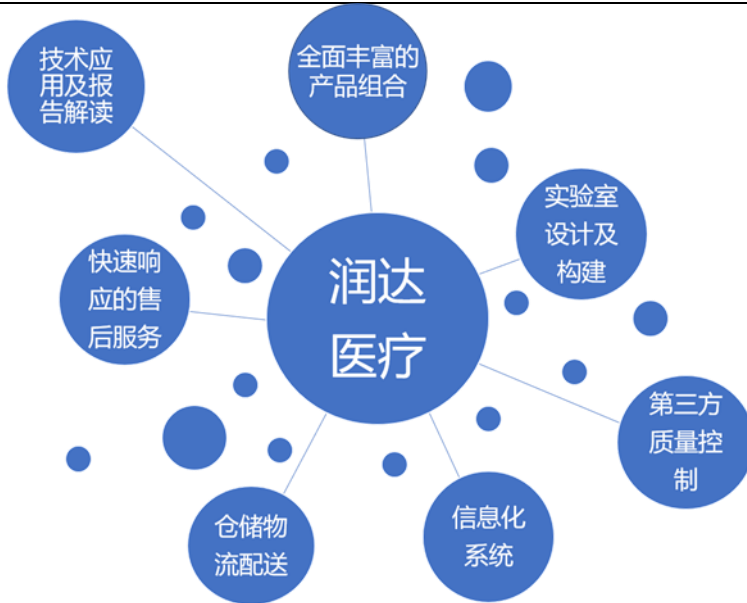 技术应
用及报
告解读
全面丰富的
产品组合
实验室
设计及
构建
快速响
应的售
后服务
润达
医疗
第三方
质量控
制
仓储物
流配送
信息化
系统